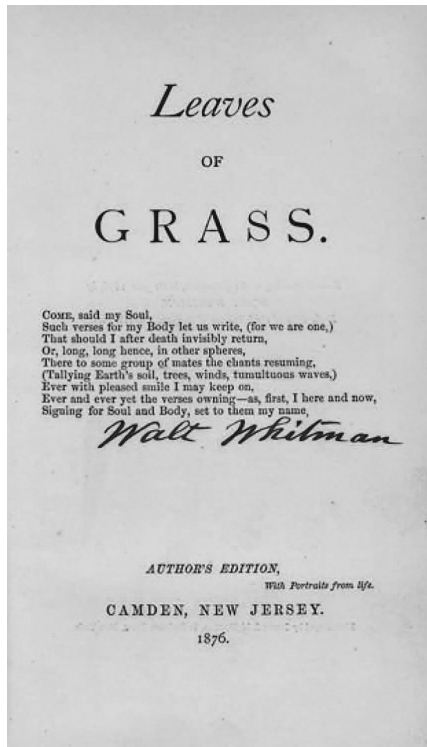 Leaves
OF
GRASS.
COME, said my Soul,
Such verses for my Body let us write, (for we are one,)
That should I after death invisibly return,
Or, long, long hence, in other spheres,
There to some group of mates the chants resuming,
(Tallying Earth's soil, trees, winds, tumultuous waves,)
Ever with pleased smile I may keep on,
Ever and ever yet the verses owning—as, first, I here and now,
Signing for Soul and Body, set to them my name,
Walt Whitman
AUTHOR'S EDITION,
With Portraits from life.
CAMDEN, NEW JERSEY.
1876.